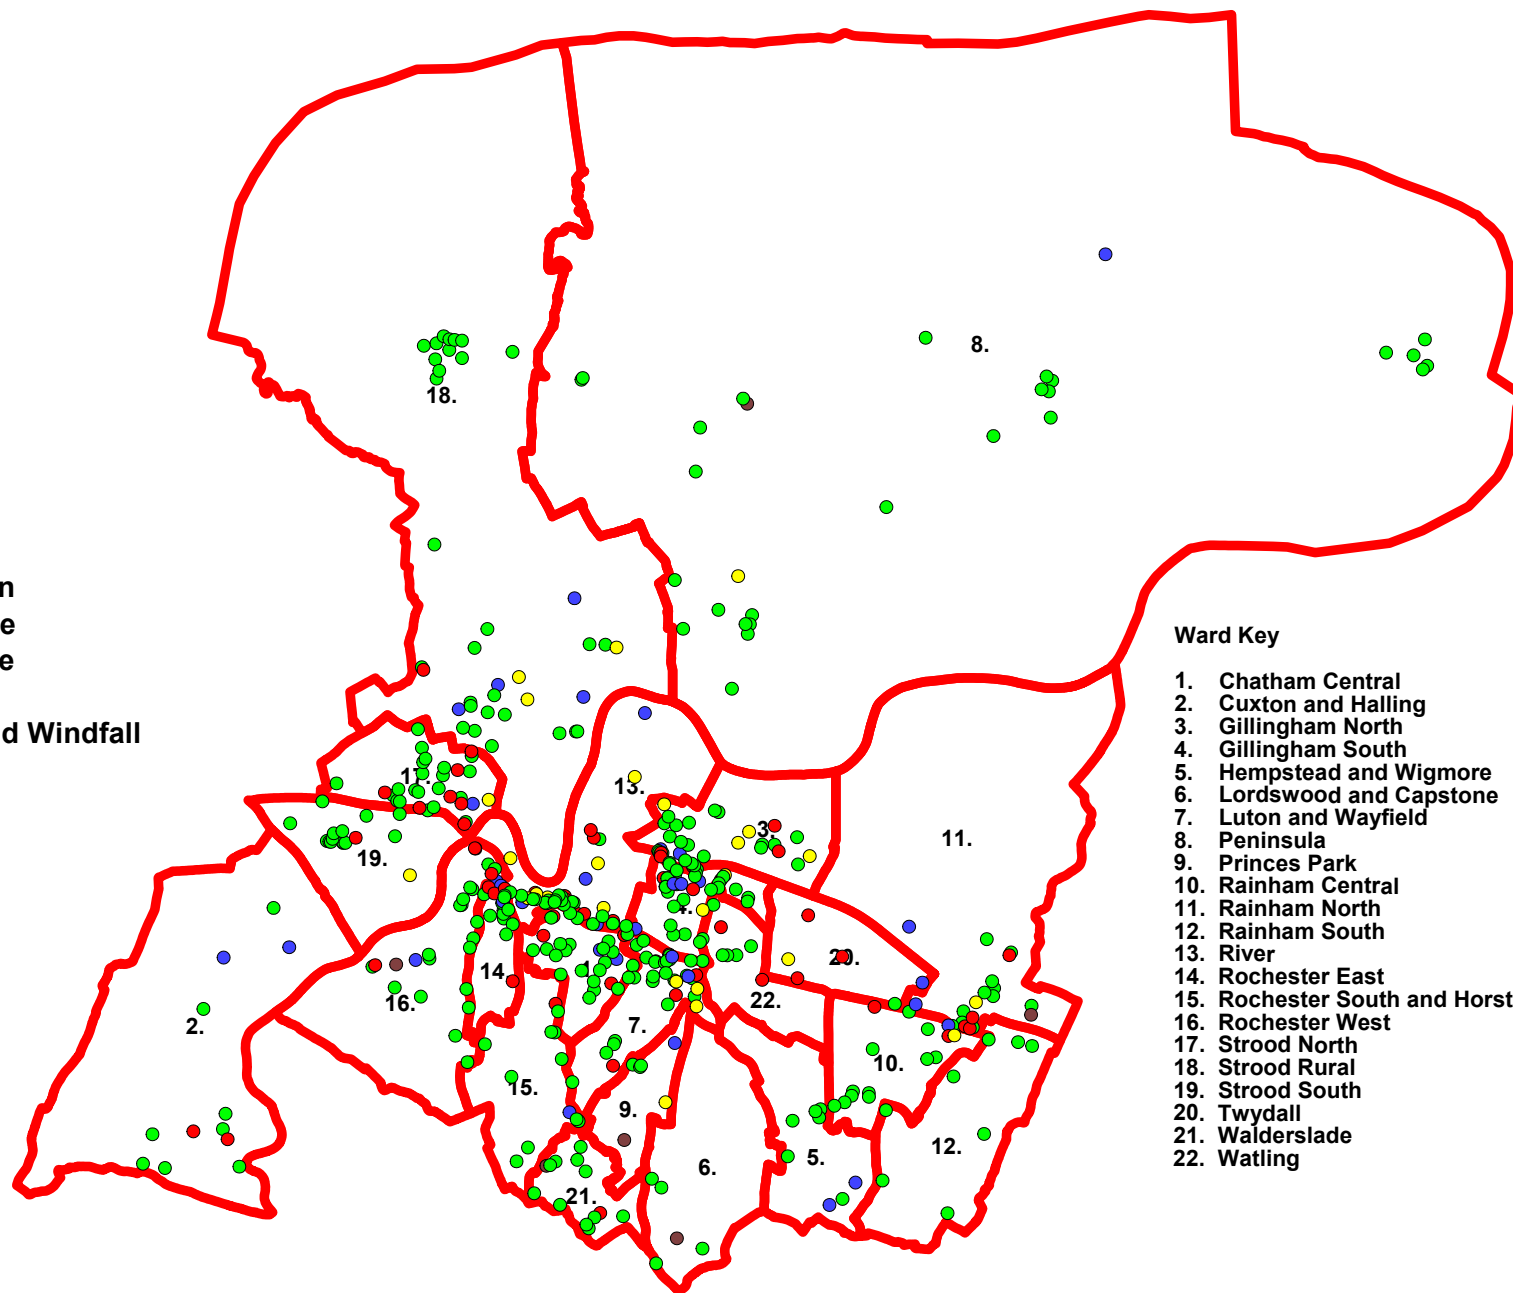 8.
18.
n
e
e
d Windfall
17.
13.
3.
11.
19.
4.
14.
1.
20.
16.
22.
2.
7.
10.
15.
9.
12.
5.
6.
21.
Ward Key
1. Chatham Central
2. Cuxton and Halling
3. Gillingham North
4. Gillingham South
5. Hempstead and Wigmore
6. Lordswood and Capstone
7. Luton and Wayfield
8. Peninsula
9. Princes Park
10. Rainham Central
11. Rainham North
12. Rainham South
13. River
14. Rochester East
15. Rochester South and Horst
16. Rochester West
17. Strood North
18. Strood Rural
19. Strood South
20. Twydall
21. Walderslade
22. Watling